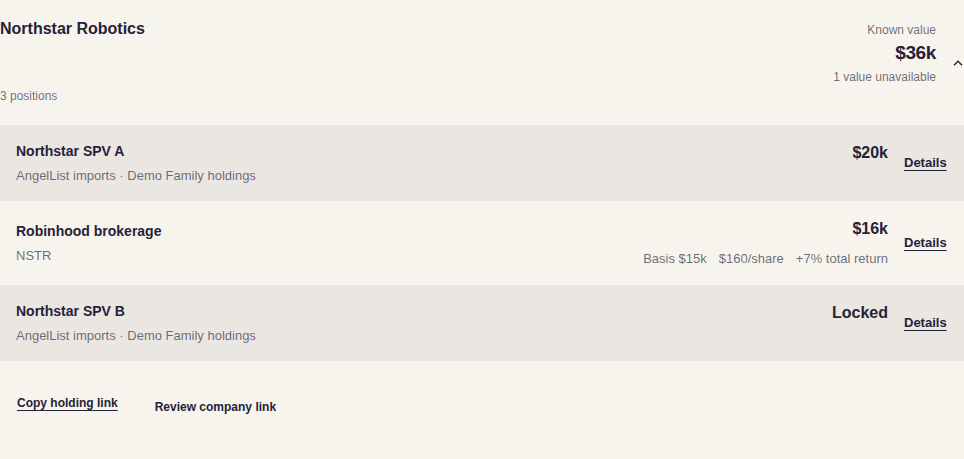 Northstar Robotics
Known value
$36k
1 value unavailable
3 positions
Northstar SPV A
AngelList imports · Demo Family holdings
$20k
Details
Robinhood brokerage
NSTR
$16k
Basis $15k $160/share +7% total return
Details
Northstar SPV B
AngelList imports · Demo Family holdings
Locked
Details
Copy holding link
Review company link